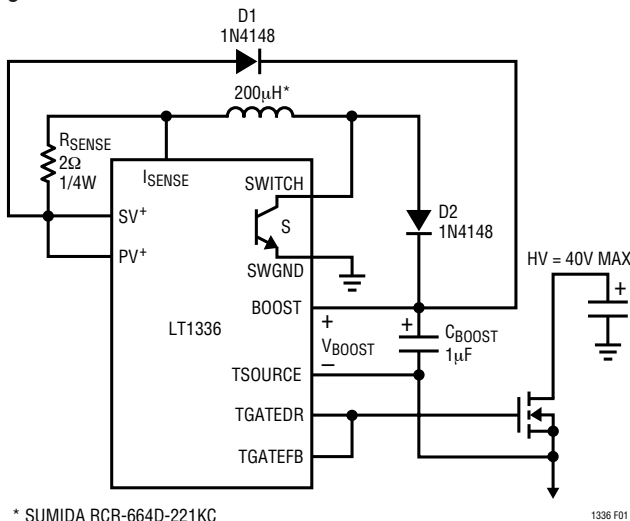 D1
1N4148
200µH*
RSENSE
2Ω
1/4W
ISENSE
SWITCH
SV+
S
D2
1N4148
PV+
SWGND
HV = 40V MAX
+
BOOST
LT1336
+
VBOOST
–
+
CBOOST
1µF
TSOURCE
TGATEDR
TGATEFB
* SUMIDA RCR-664D-221KC
1336 F01